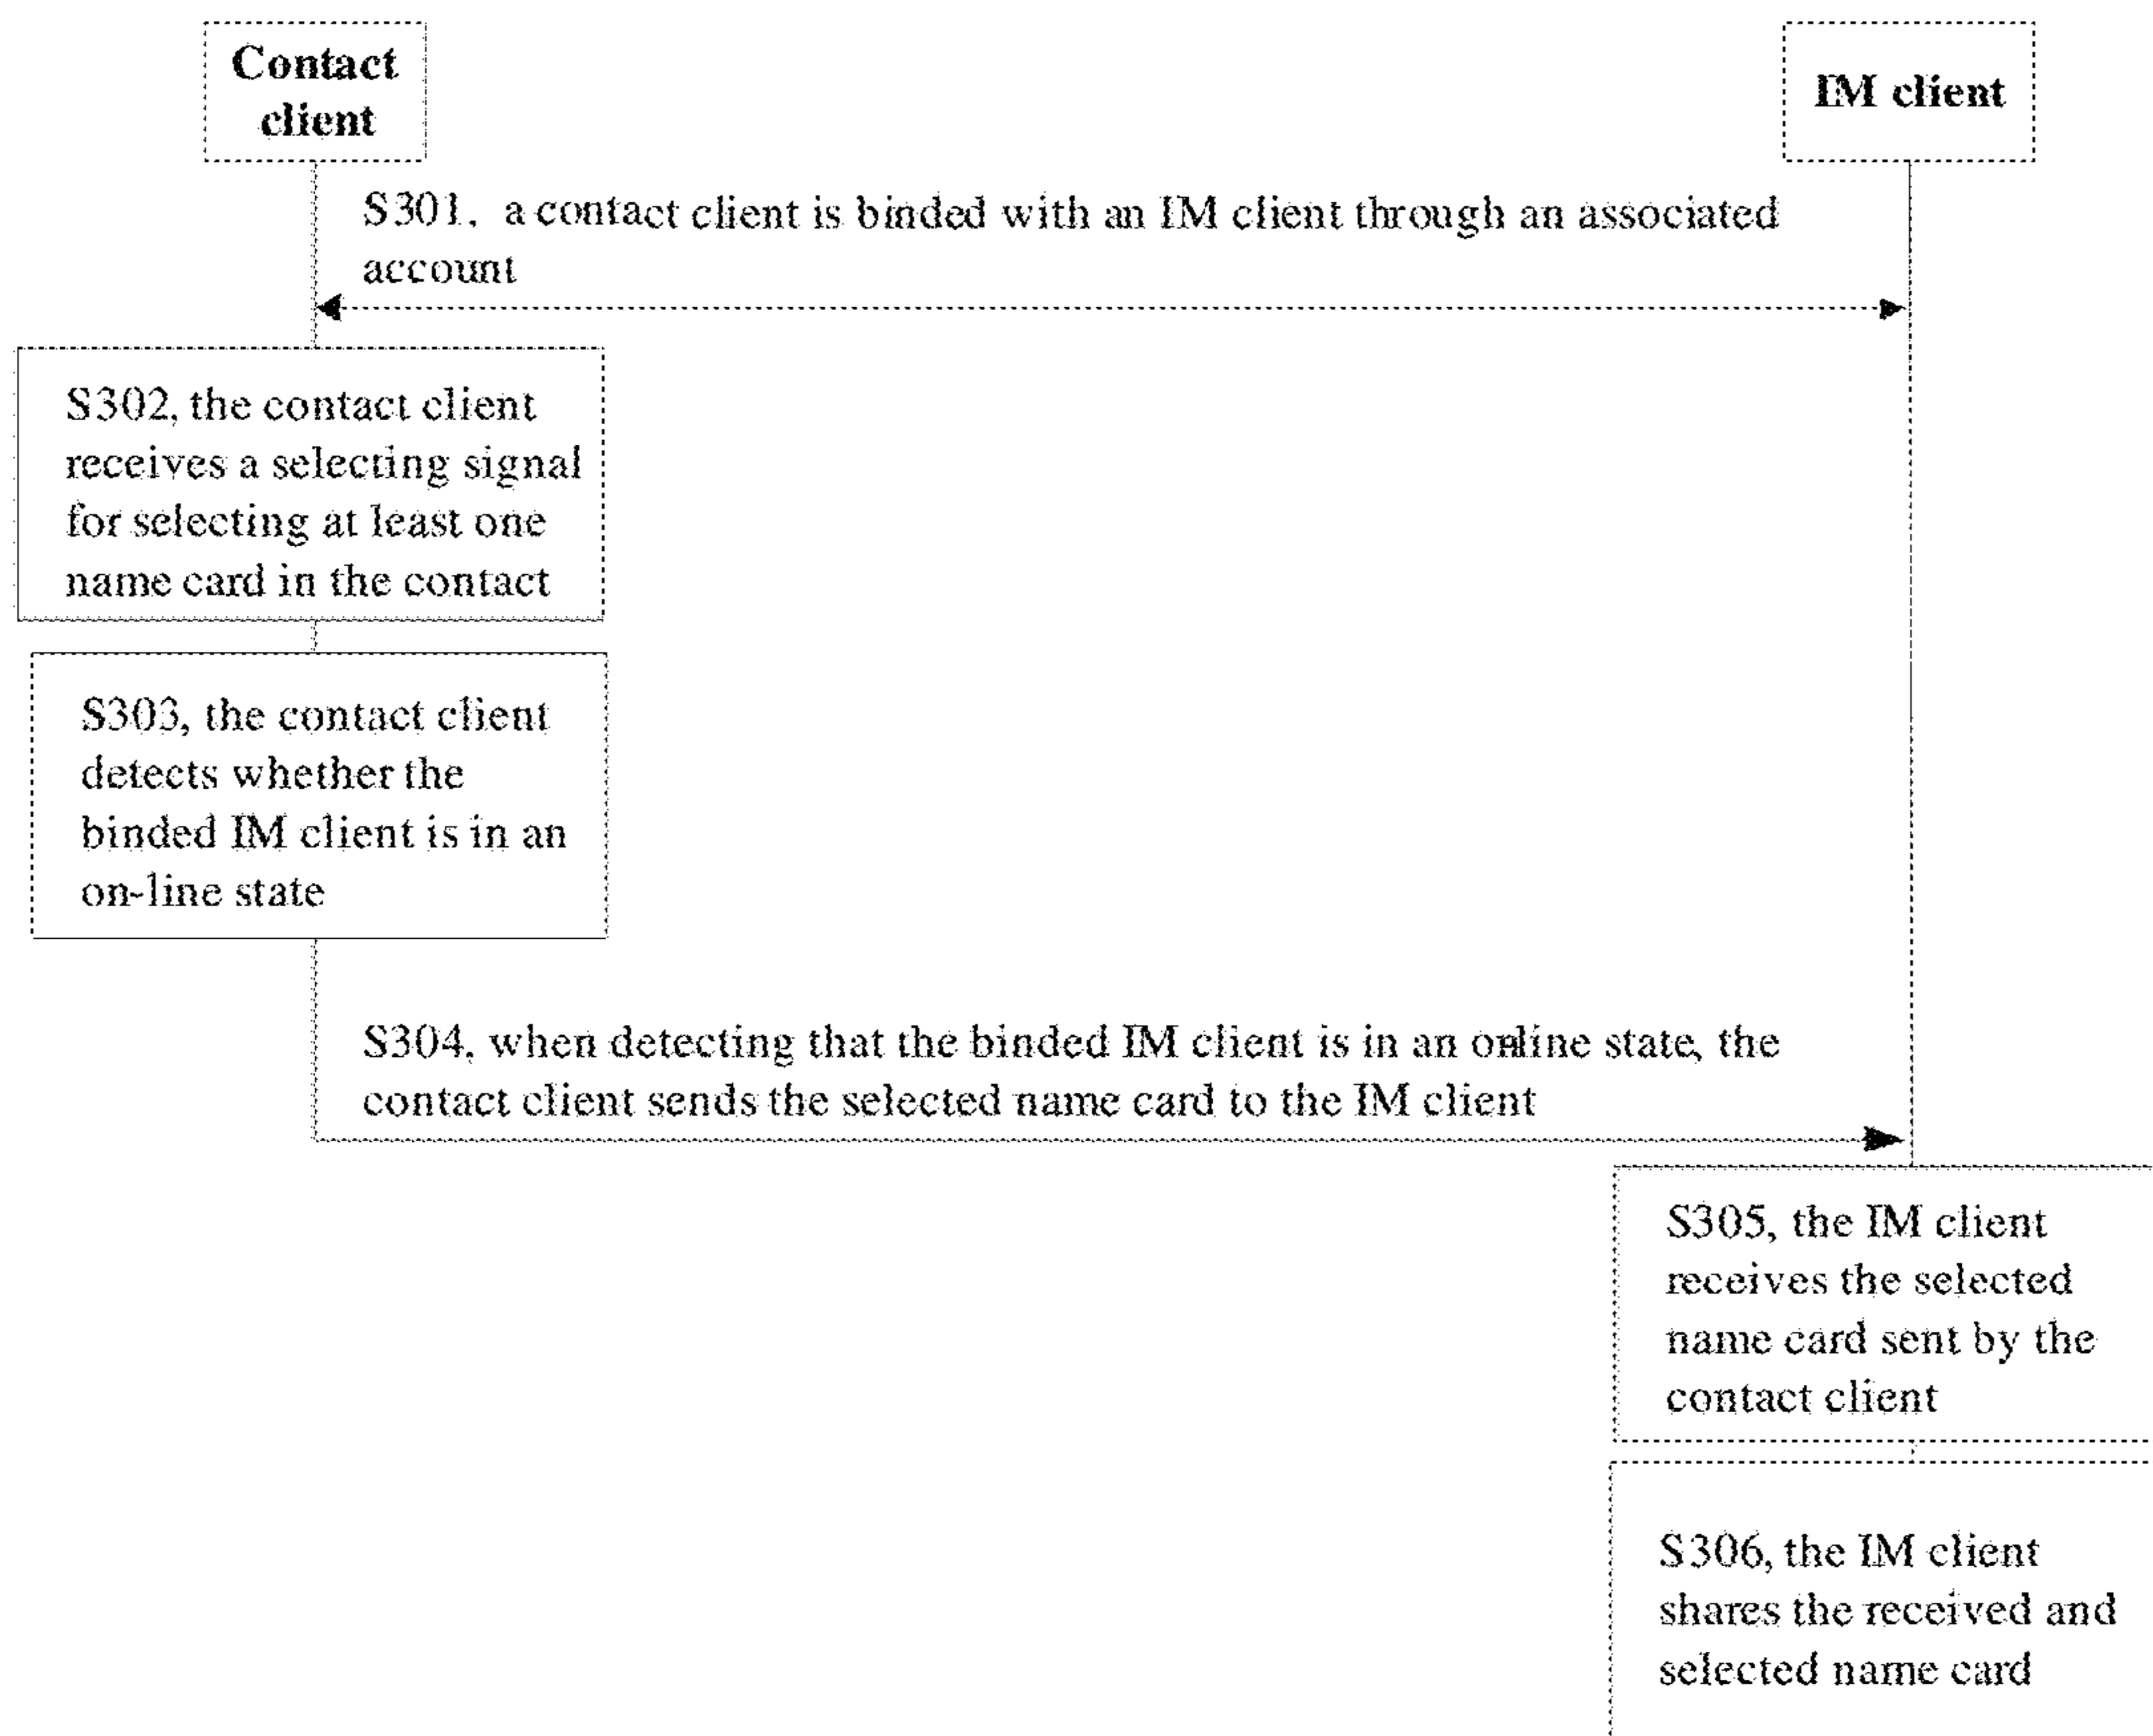 Contact
client
IM client
S301, a contact client is binded with an IM client through an associated
account
S302, the contact client
receives a selecting signal
for selecting at least one
name card in the contact
S303, the contact client
detects whether the
binded IM client is in an
on-line state
S304, when detecting that the binded IM client is in an online state, the
contact client sends the selected name card to the IM client
S305, the IM client
receives the selected
name card sent by the
contact client
S306, the IM client
shares the received and
selected name card